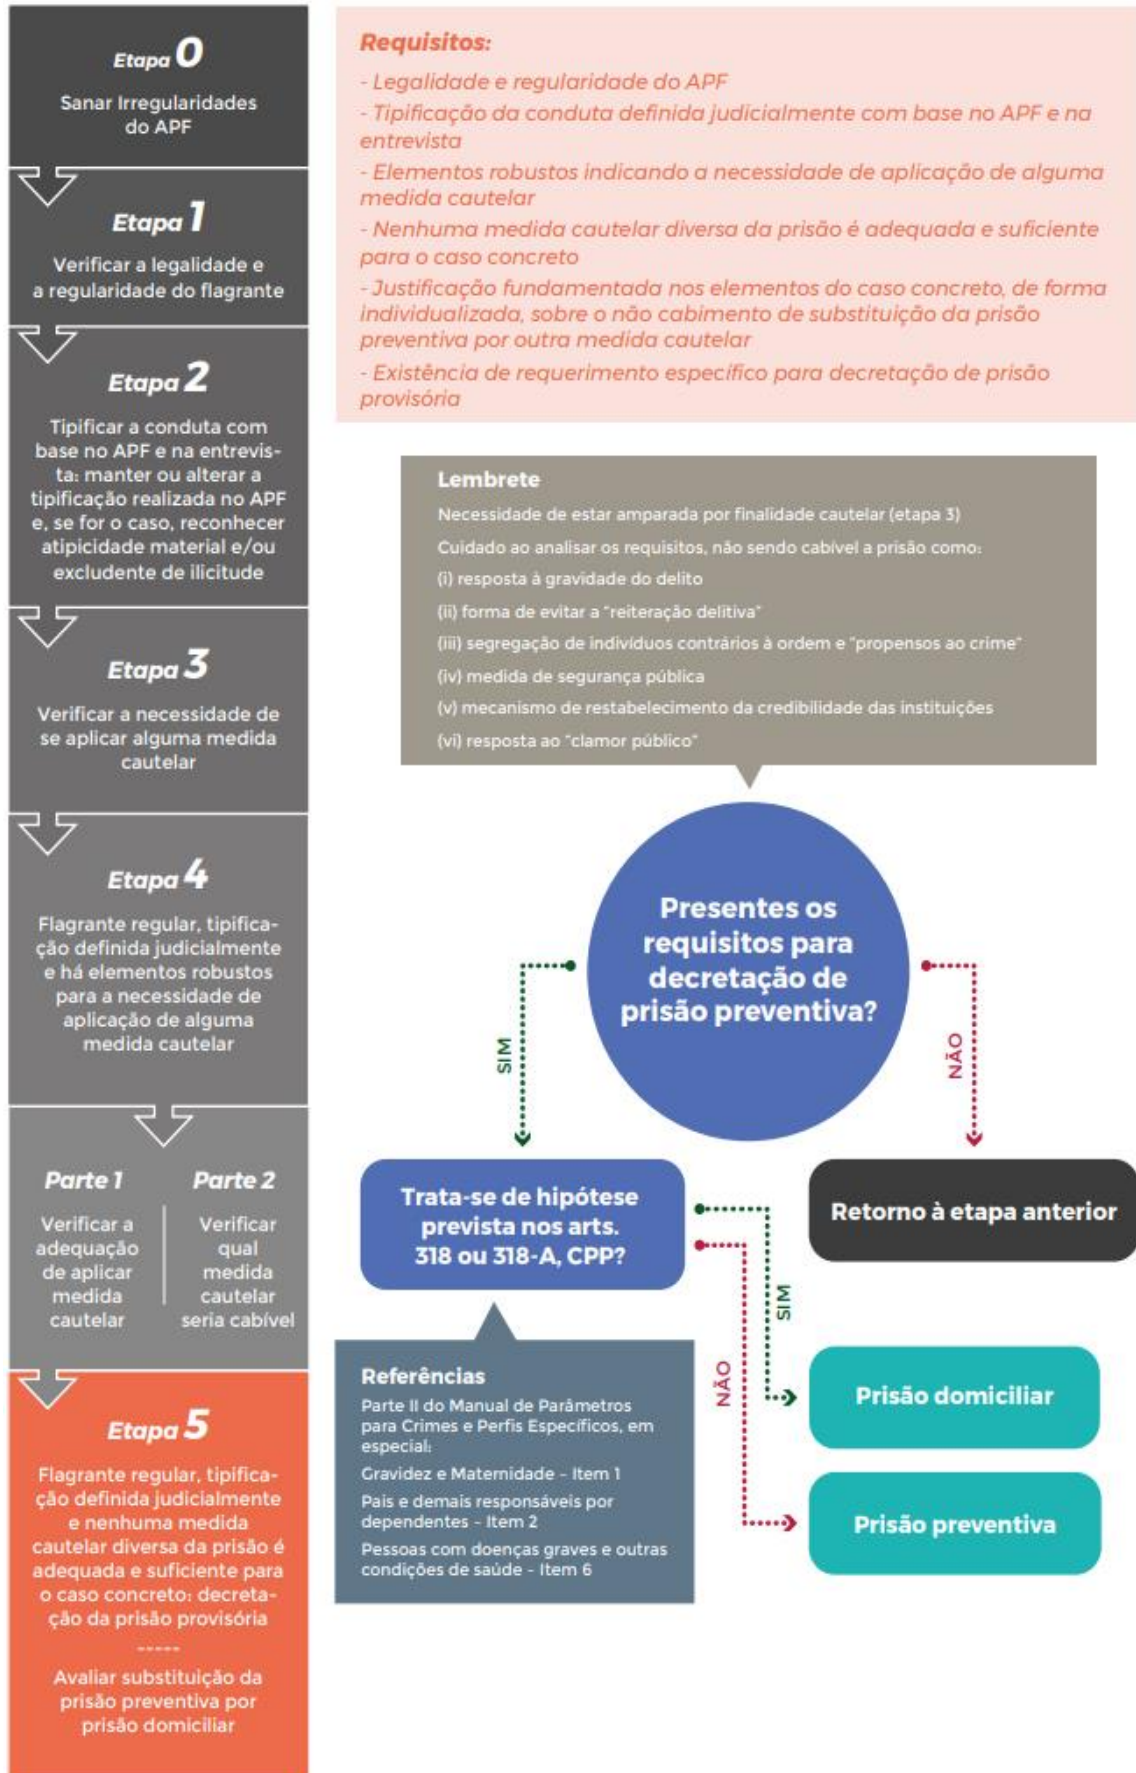 Etapa 0
Sanar Irregularidades
do APF
Etapa 1
Verificar a legalidade e
a regularidade do flagrante
Etapa 2
Tipificar a conduta com
base no APF e na entrevis-
ta: manter ou alterar a
tipificação realizada no APF
e, se for o caso, reconhecer
atipicidade material e/ou
excludente de ilicitude
Etapa 3
Verificar a necessidade de
se aplicar alguma medida
cautelar
Etapa 4
Flagrante regular, tipifica-
ção definida judicialmente
e há elementos robustos
para a necessidade de
aplicação de alguma
medida cautelar
Parte 1
Verificar a
adequação
de aplicar
medida
cautelar
Parte 2
Verificar
qual
medida
cautelar
seria cabível
Etapa 5
Flagrante regular, tipifica-
ção definida judicialmente
e nenhuma medida
cautelar diversa da prisão é
adequada e suficiente para
o caso concreto: decreta-
ção da prisão provisória
-----
Avaliar substituição da
prisão preventiva por
prisão domiciliar
Requisitos:
- Legalidade e regularidade do APF
- Tipificação da conduta definida judicialmente com base no APF e na
entrevista
- Elementos robustos indicando a necessidade de aplicação de alguma
medida cautelar
- Nenhuma medida cautelar diversa da prisão é adequada e suficiente
para o caso concreto
- Justificação fundamentada nos elementos do caso concreto, de forma
individualizada, sobre o não cabimento de substituição da prisão
preventiva por outra medida cautelar
- Existência de requerimento específico para decretação de prisão
provisória
Lembrete
Necessidade de estar amparada por finalidade cautelar (etapa 3)
Cuidado ao analisar os requisitos, não sendo cabível a prisão como:
(i) resposta à gravidade do delito
(ii) forma de evitar a "reiteração delitiva"
(iii) segregação de indivíduos contrários à ordem e "propensos ao crime"
(iv) medida de segurança pública
(v) mecanismo de restabelecimento da credibilidade das instituições
(vi) resposta ao "clamor público"
Presentes os
requisitos para
decretação de
prisão preventiva?
SIM
NÃO
Trata-se de hipótese
prevista nos arts.
318 ou 318-A, CPP?
Retorno à etapa anterior
SIM
NÃO
Prisão domiciliar
Prisão preventiva
Referências
Parte II do Manual de Parâmetros
para Crimes e Perfis Específicos, em
especial:
Gravidez e Maternidade - Item 1
Pais e demais responsáveis por
dependentes - Item 2
Pessoas com doenças graves e outras
condições de saúde - Item 6